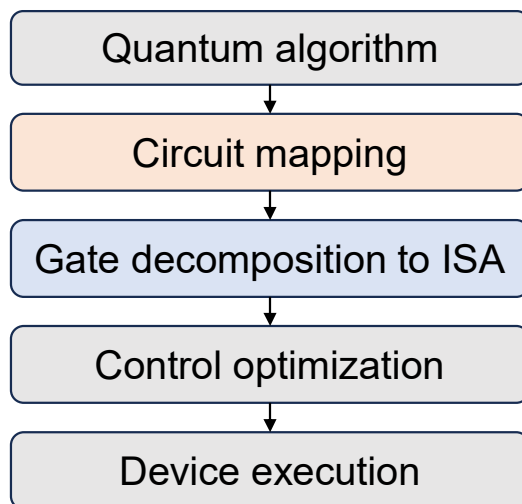 Quantum algorithm
Circuit mapping
Gate decomposition to ISA
Control optimization
Device execution